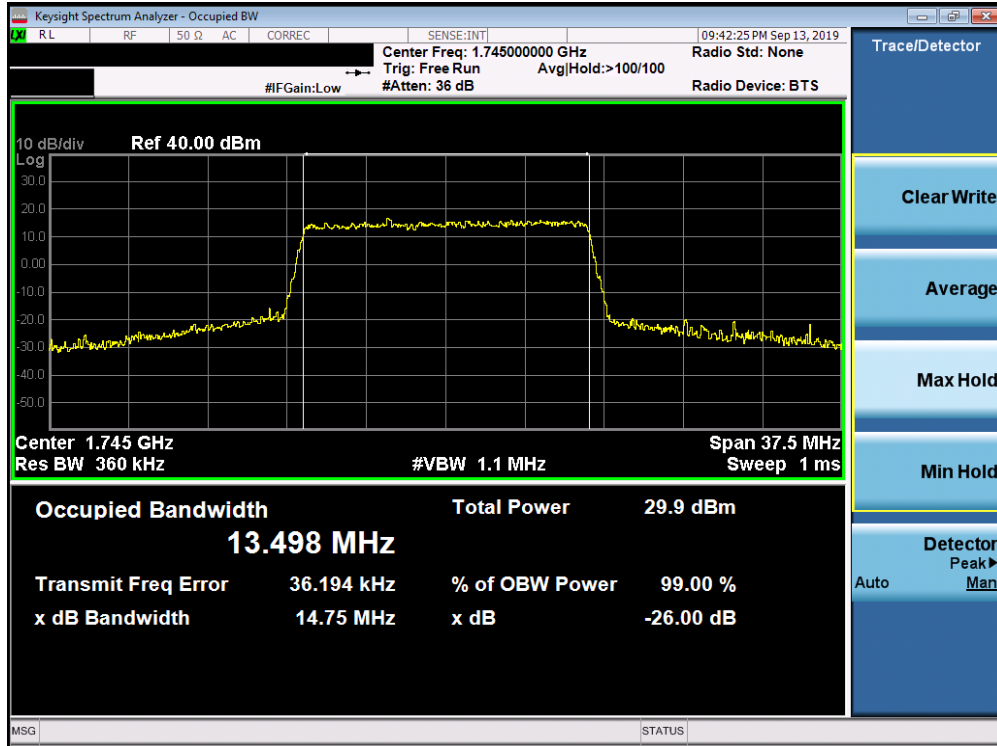 Keysight Spectrum Analyzer - Occupied BW
LXI RL RF 50 Ω AC CORREC SENSE:INT 09:42:25 PM Sep 13, 2019
Center Freq: 1.745000000 GHz Radio Std: None
Trig: Free Run Avg|Hold:>100/100
#IFGain:Low #Atten: 36 dB Radio Device: BTS
10 dB/div Ref 40.00 dBm
Log
30.0
20.0
10.0
0.00
-10.0
-20.0
-30.0
-40.0
-50.0
Center 1.745 GHz Span 37.5 MHz
Res BW 360 kHz #VBW 1.1 MHz Sweep 1 ms
Occupied Bandwidth Total Power 29.9 dBm
13.498 MHz
Transmit Freq Error 36.194 kHz % of OBW Power 99.00 %
x dB Bandwidth 14.75 MHz x dB -26.00 dB
MSG STATUS
Trace/Detector
Clear Write
Average
Max Hold
Min Hold
Detector
Peak▶
Auto Man